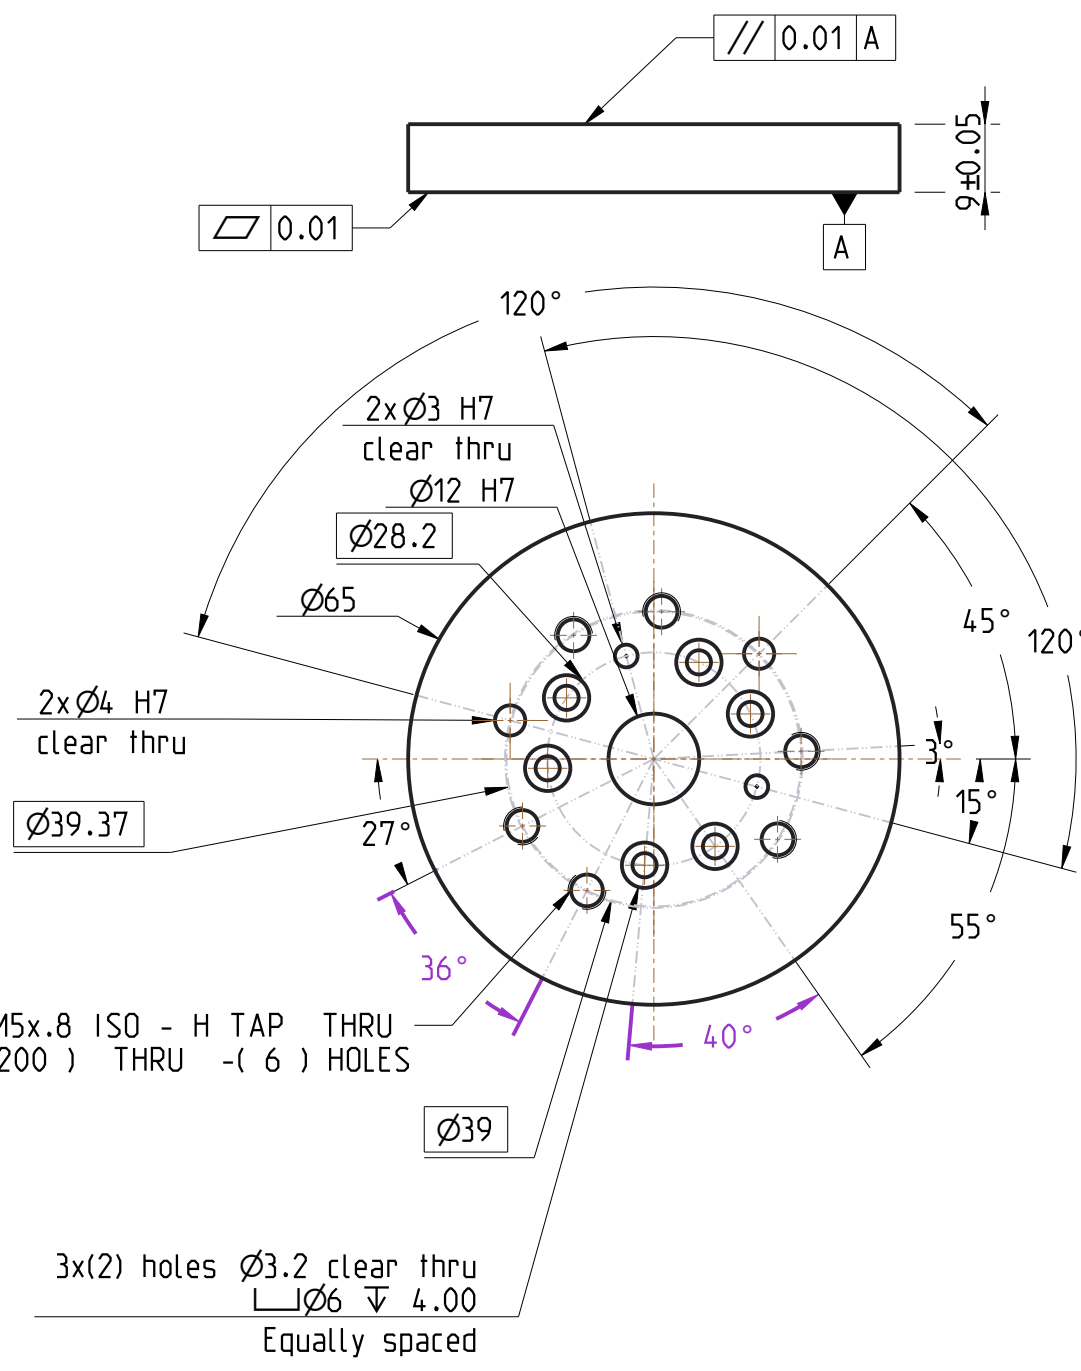 // 0.01 A
9±0.05
⏥ 0.01
A
120°
2xØ3 H7
clear thru
Ø12 H7
Ø28.2
Ø65
45°
120°
2xØ4 H7
clear thru
3°
15°
Ø39.37
27°
55°
36°
40°
M5x.8 ISO - H TAP THRU
200 ) THRU -( 6 ) HOLES
Ø39
3x(2) holes Ø3.2 clear thru
⌴Ø6 ↧ 4.00
Equally spaced